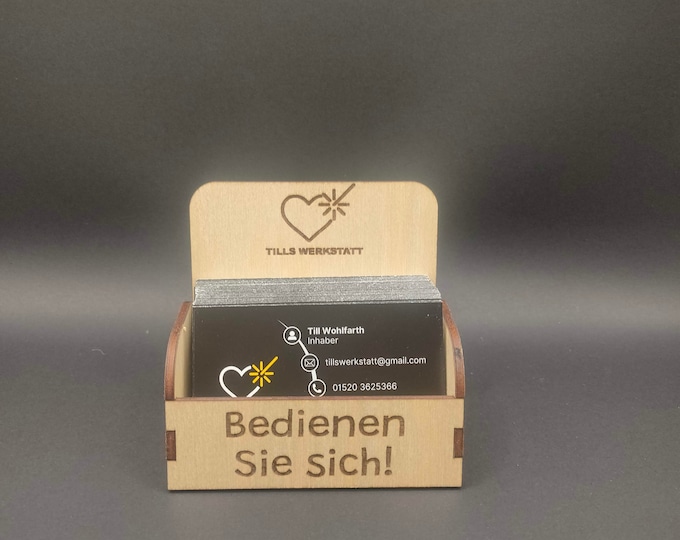 TILLS WERKSTATT
Till Wohlfarth
Inhaber
tillswerkstatt@gmail.com
01520 3625366
Bedienen
Sie sich!